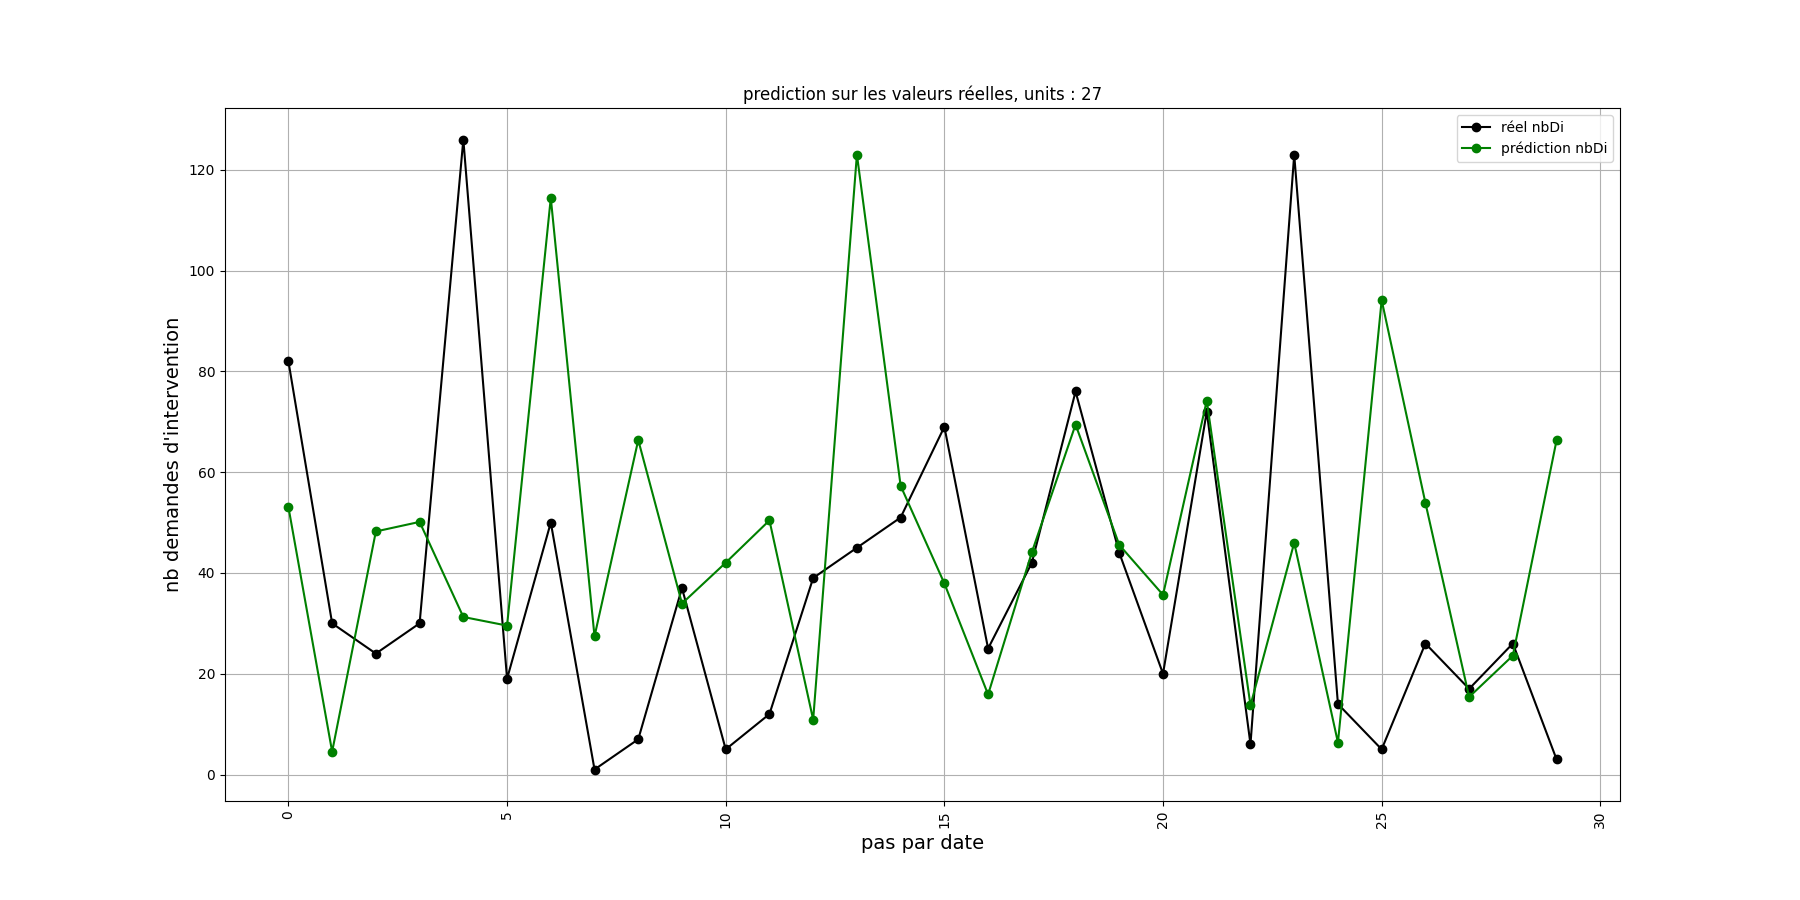 prediction sur les valeurs réelles, units : 27
réel nbDi
prédiction nbDi
120
100
80
60
40
20
0
nb demandes d'intervention
0 5 10 15 20 25 30
pas par date